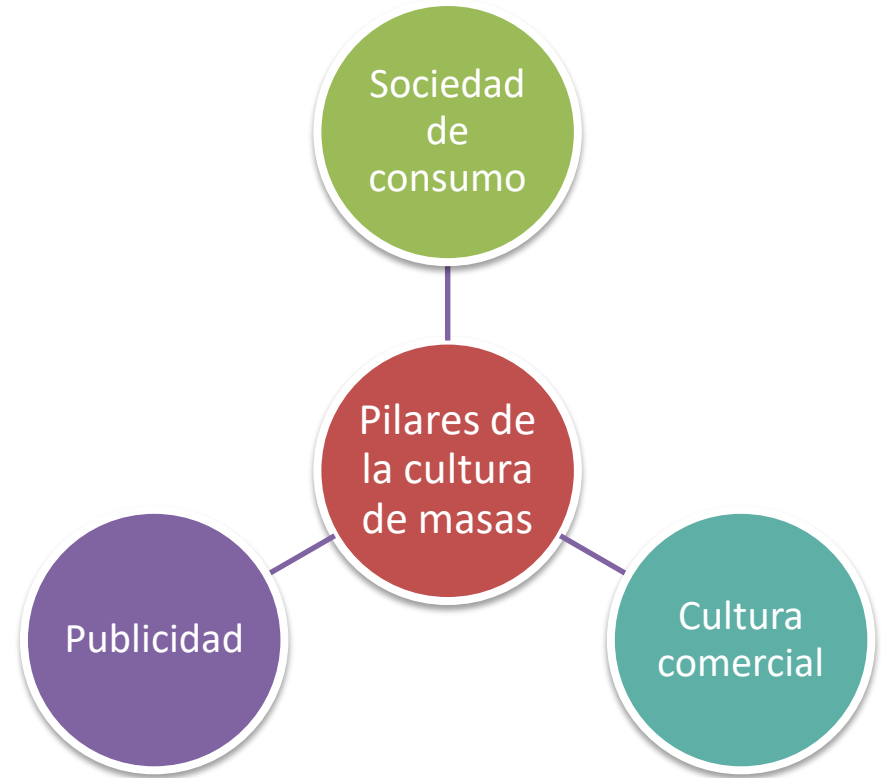 Sociedad
de
consumo
Pilares de
la cultura
de masas
Publicidad
Cultura
comercial